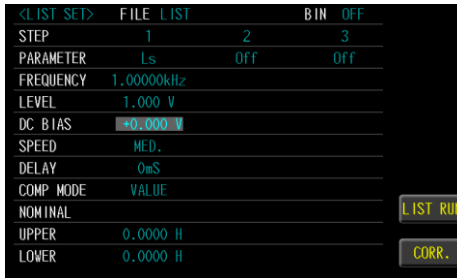 <LIST SET> FILE LIST BIN OFF
STEP 1 2 3
PARAMETER Ls Off Off
FREQUENCY 1.00000kHz
LEVEL 1.000 V
DC BIAS +0.000 V
SPEED MED.
DELAY 0mS
COMP MODE VALUE
NOMINAL
LIST RU
UPPER 0.0000 H
LOWER 0.0000 H
CORR.